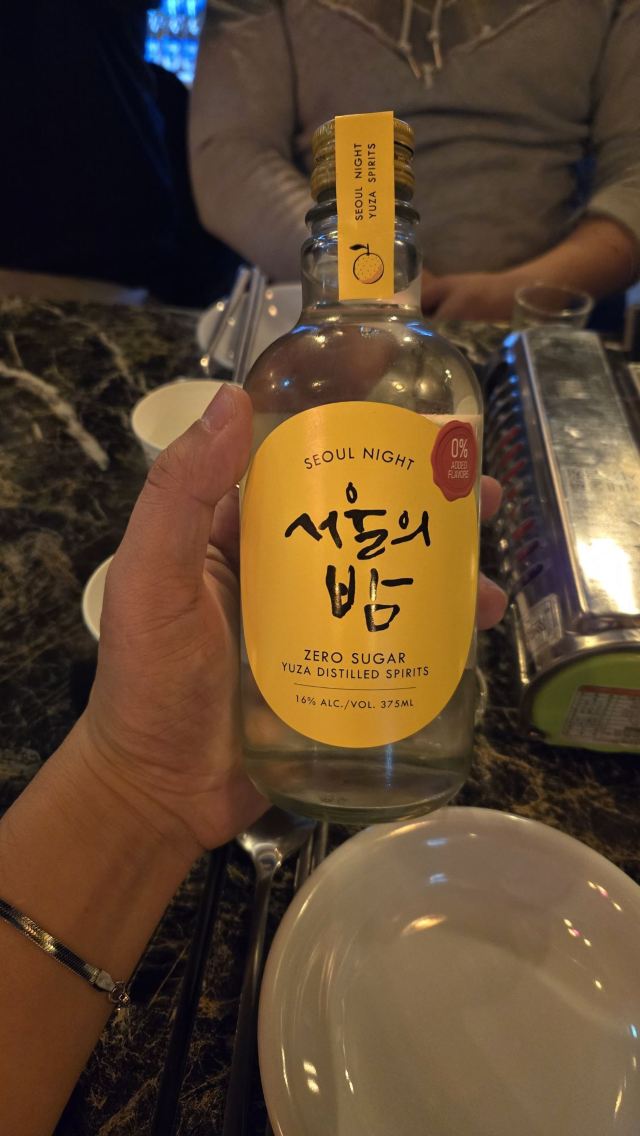 SEOUL NIGHT
YUZA SPIRITS
SEOUL NIGHT
0%
ADDED
FLAVORS
서울의
밤
ZERO SUGAR
YUZA DISTILLED SPIRITS
16% ALC./VOL. 375ML